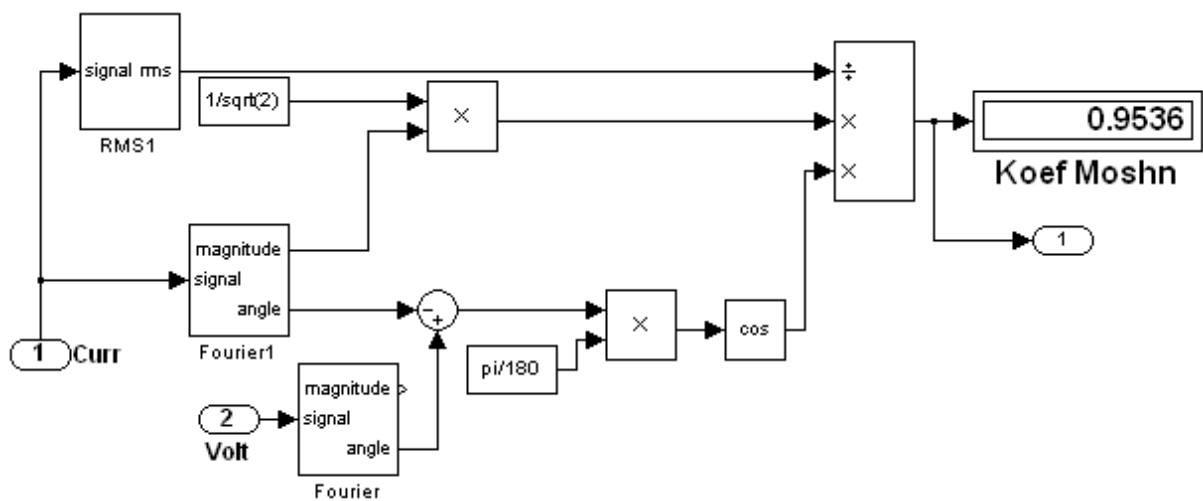 signal rms
RMS1
1/sqrt(2)
×
÷
×
×
0.9536
Koef Moshn
1
magnitude
signal
angle
Fourier1
- +
×
cos
pi/180
1 Curr
magnitude
signal
angle
Fourier
2
Volt